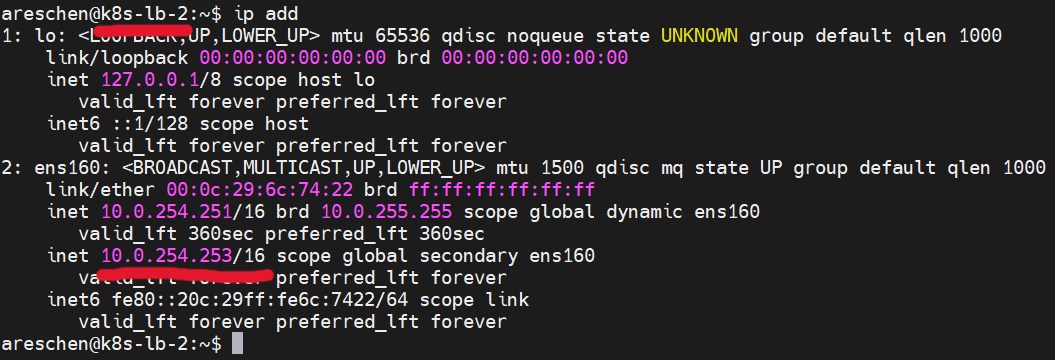 areschen@k8s-lb-2:~$ ip add
1: lo: <LOOPBACK,UP,LOWER_UP> mtu 65536 qdisc noqueue state UNKNOWN group default qlen 1000
link/loopback 00:00:00:00:00:00 brd 00:00:00:00:00:00
inet 127.0.0.1/8 scope host lo
valid_lft forever preferred_lft forever
inet6 ::1/128 scope host
valid_lft forever preferred_lft forever
2: ens160: <BROADCAST,MULTICAST,UP,LOWER_UP> mtu 1500 qdisc mq state UP group default qlen 1000
link/ether 00:0c:29:6c:74:22 brd ff:ff:ff:ff:ff:ff
inet 10.0.254.251/16 brd 10.0.255.255 scope global dynamic ens160
valid_lft 360sec preferred_lft 360sec
inet 10.0.254.253/16 scope global secondary ens160
valid_lft forever preferred_lft forever
inet6 fe80::20c:29ff:fe6c:7422/64 scope link
valid_lft forever preferred_lft forever
areschen@k8s-lb-2:~$